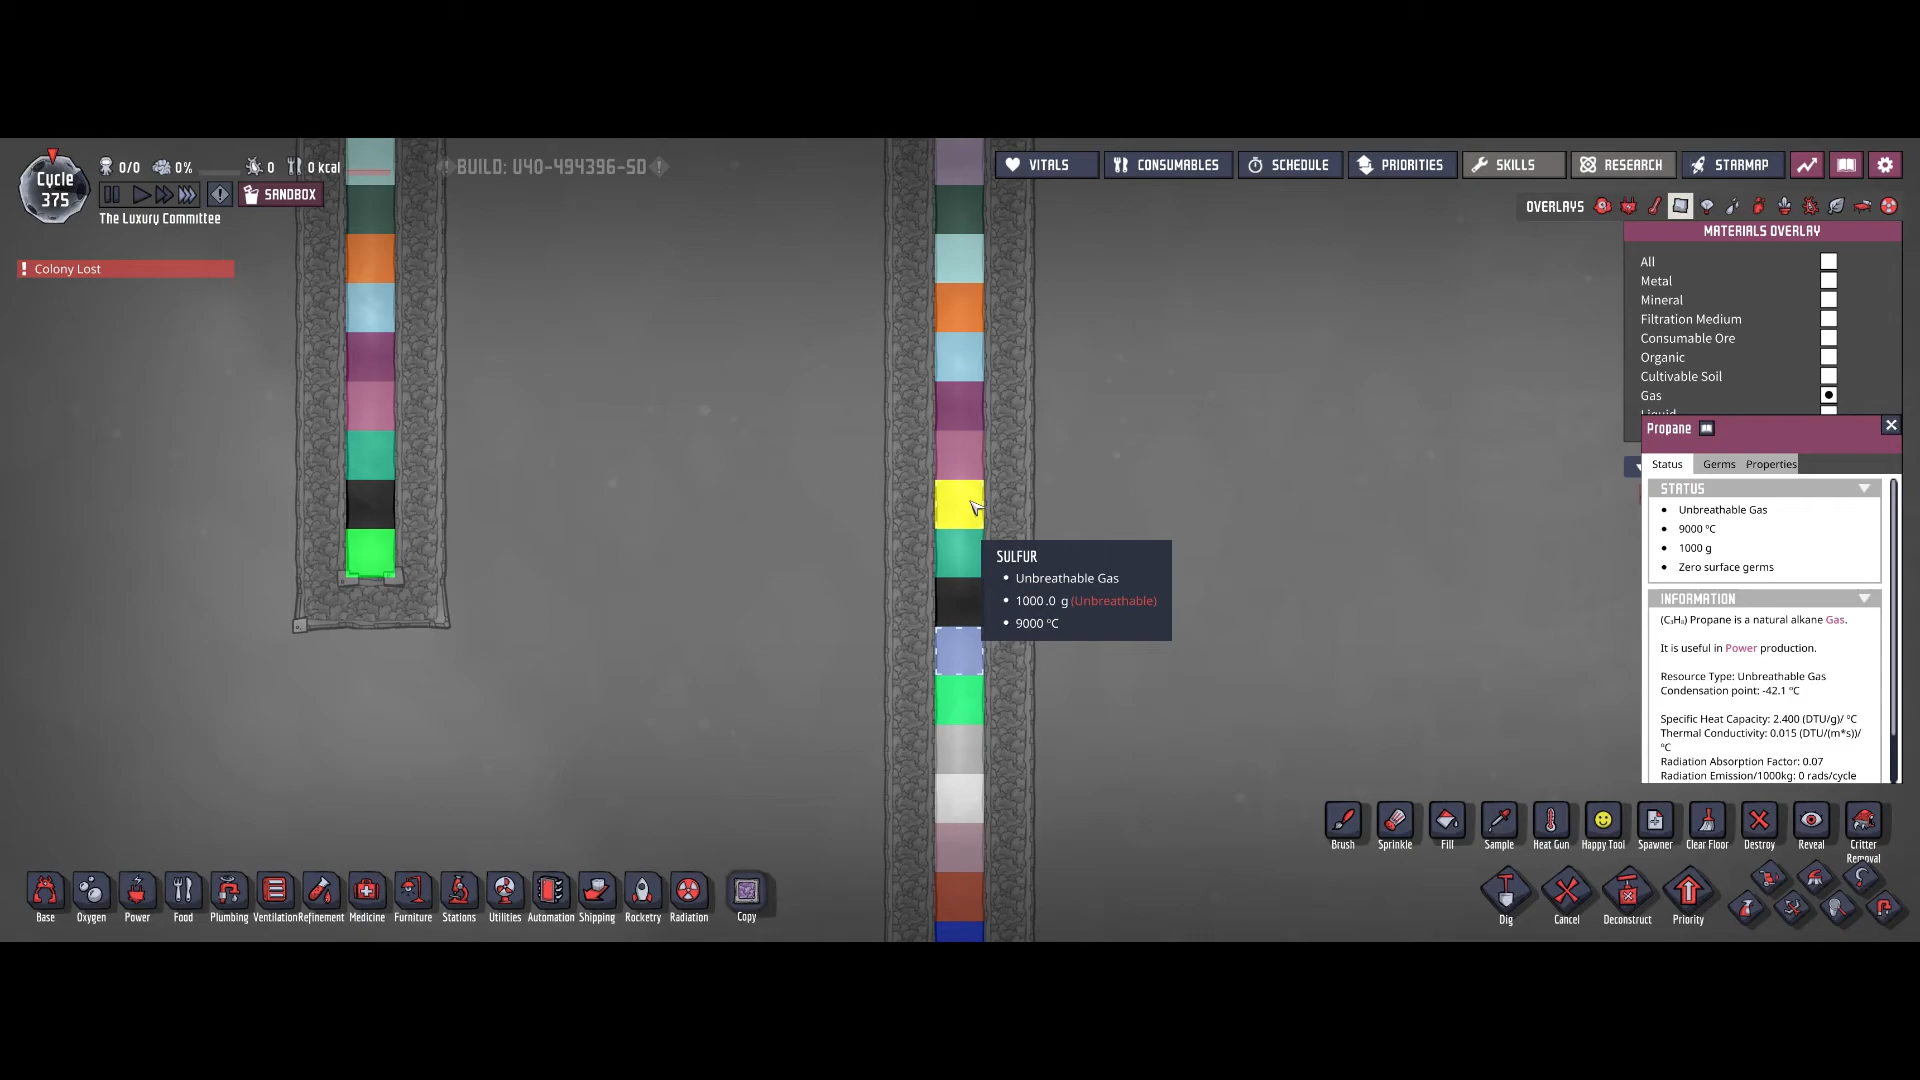 Cycle
375
0/0
0%
0
0 kcal
SANDBOX
The Luxury Committee
BUILD: U40-494396-SD
VITALS
CONSUMABLES
SCHEDULE
PRIORITIES
SKILLS
RESEARCH
STARMAP
OVERLAYS
MATERIALS OVERLAY
! Colony Lost
All
Metal
Mineral
Filtration Medium
Consumable Ore
Organic
Cultivable Soil
Gas
Liquid
Propane
Status
Germs
Properties
STATUS
• Unbreathable Gas
• 9000 ºC
• 1000 g
• Zero surface germs
INFORMATION
(C₃H₈) Propane is a natural alkane Gas.
It is useful in Power production.
Resource Type: Unbreathable Gas
Condensation point: -42.1 ºC
Specific Heat Capacity: 2.400 (DTU/g)/ ºC
Thermal Conductivity: 0.015 (DTU/(m*s))/
ºC
Radiation Absorption Factor: 0.07
Radiation Emission/1000kg: 0 rads/cycle
SULFUR
• Unbreathable Gas
• 1000.0 g (Unbreathable)
• 9000 ºC
Brush
Sprinkle
Fill
Sample
Heat Gun
Happy Tool
Spawner
Clear Floor
Destroy
Reveal
Critter
Removal
Base
Oxygen
Power
Food
Plumbing
Ventilation
Refinement
Medicine
Furniture
Stations
Utilities
Automation
Shipping
Rocketry
Radiation
Copy
Dig
Cancel
Deconstruct
Priority